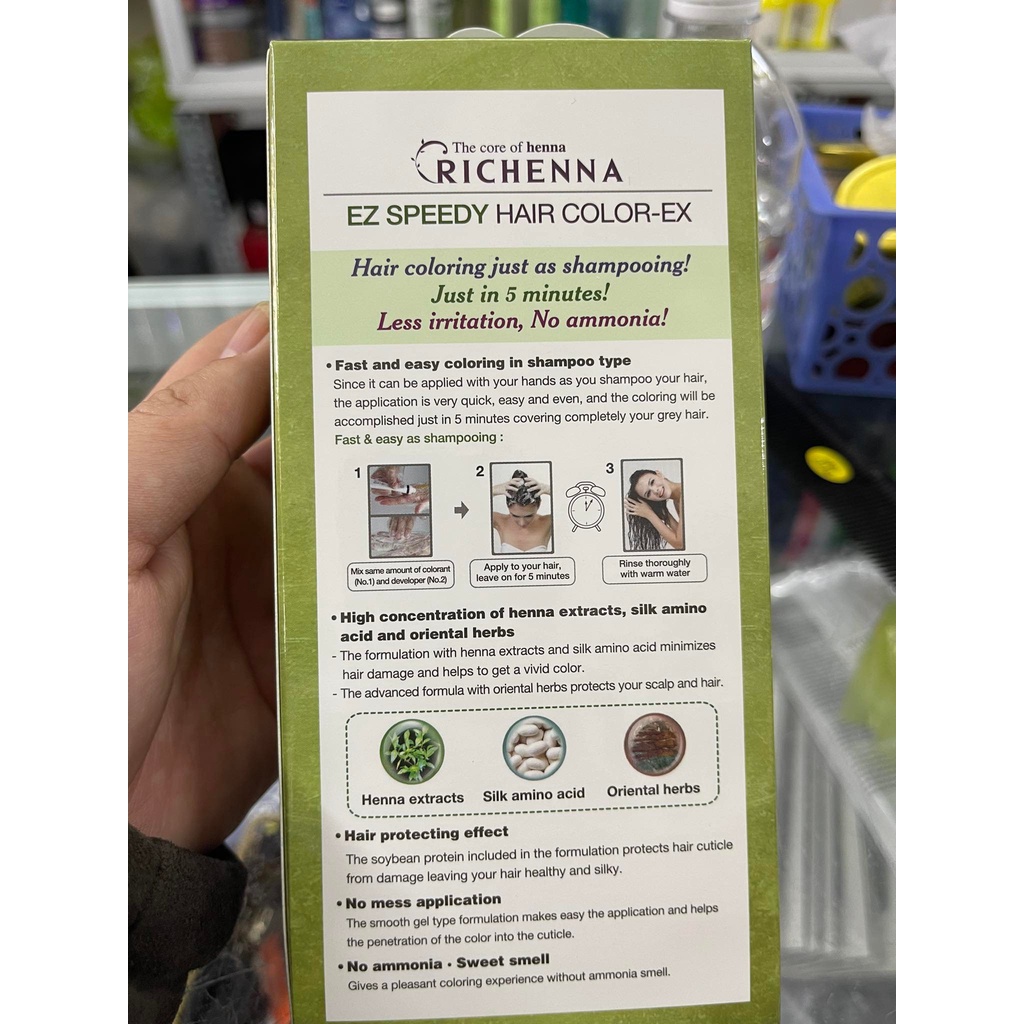 The core of henna
RICHENNA
EZ SPEEDY HAIR COLOR-EX
Hair coloring just as shampooing!
Just in 5 minutes!
Less irritation, No ammonia!
• Fast and easy coloring in shampoo type
Since it can be applied with your hands as you shampoo your hair,
the application is very quick, easy and even, and the coloring will be
accomplished just in 5 minutes covering completely your grey hair.
Fast & easy as shampooing :
1
2
3
Mix same amount of colorant
(No.1) and developer (No.2)
Apply to your hair,
leave on for 5 minutes
Rinse thoroughly
with warm water
• High concentration of henna extracts, silk amino
acid and oriental herbs
- The formulation with henna extracts and silk amino acid minimizes
hair damage and helps to get a vivid color.
- The advanced formula with oriental herbs protects your scalp and hair.
Henna extracts
Silk amino acid
Oriental herbs
• Hair protecting effect
The soybean protein included in the formulation protects hair cuticle
from damage leaving your hair healthy and silky.
• No mess application
The smooth gel type formulation makes easy the application and helps
the penetration of the color into the cuticle.
• No ammonia · Sweet smell
Gives a pleasant coloring experience without ammonia smell.